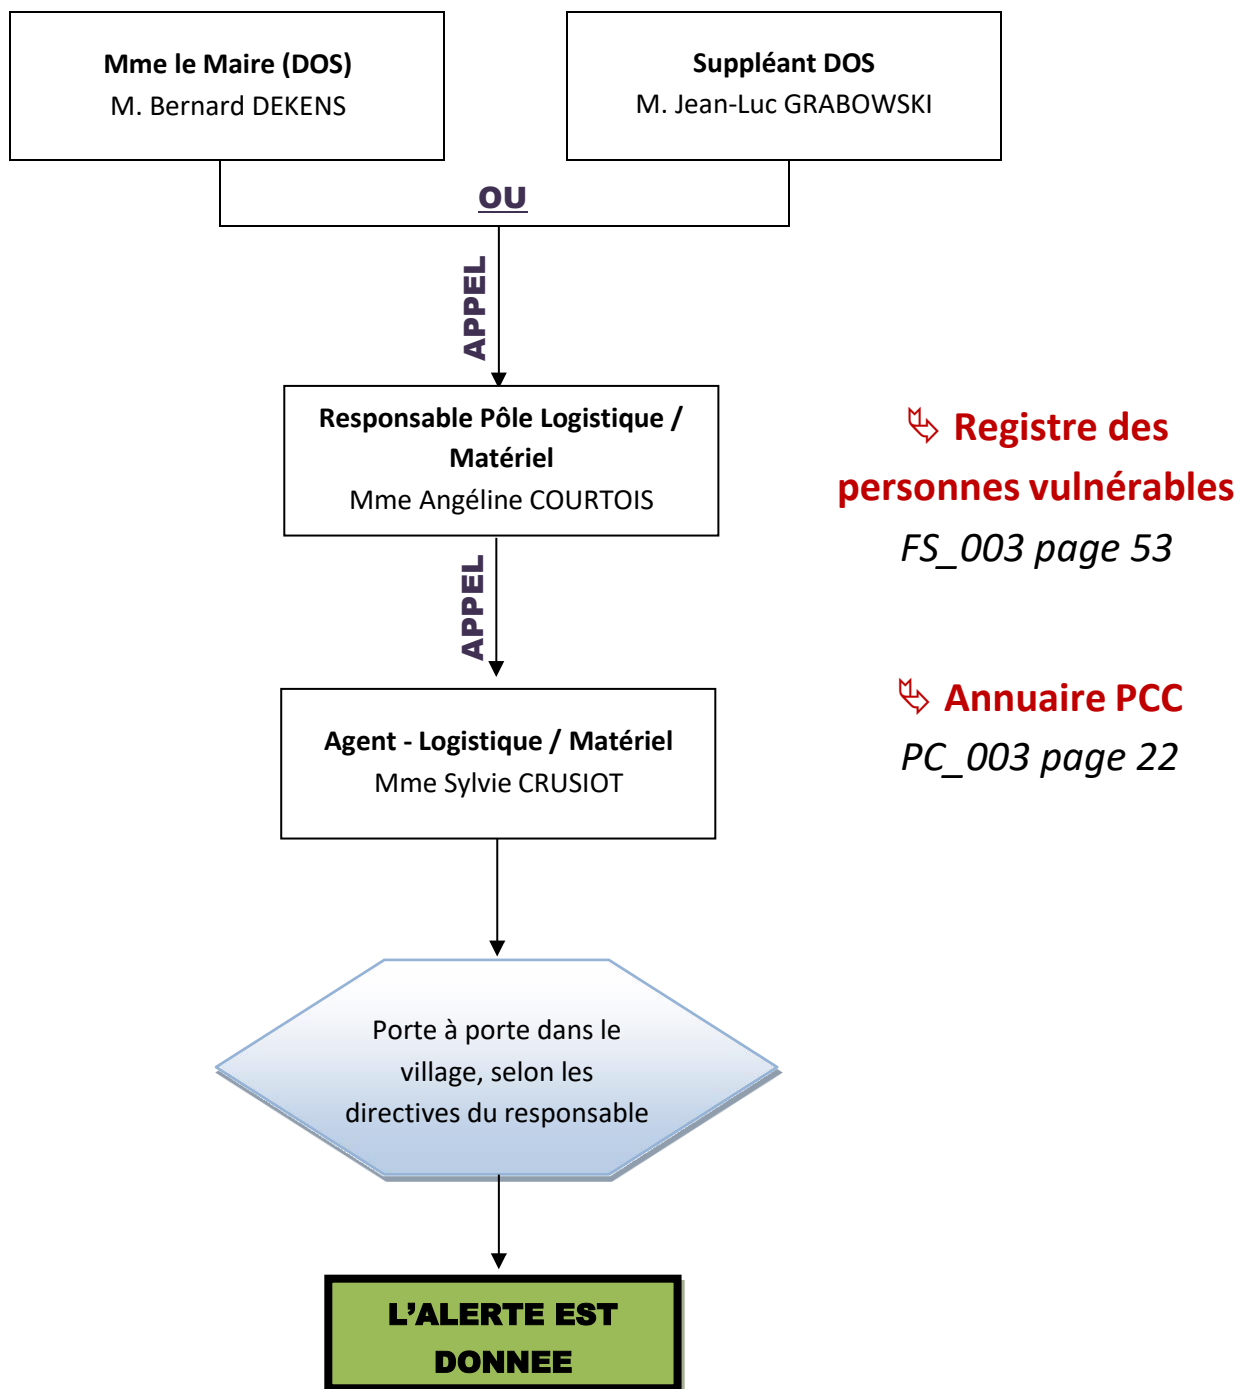 Mme le Maire (DOS)
M. Bernard DEKENS
Suppléant DOS
M. Jean-Luc GRABOWSKI
OU
APPEL
Responsable Pôle Logistique /
Matériel
Mme Angéline COURTOIS
Registre des
personnes vulnérables
FS_003 page 53
APPEL
Annuaire PCC
PC_003 page 22
Agent - Logistique / Matériel
Mme Sylvie CRUSIOT
Porte à porte dans le
village, selon les
directives du responsable
L’ALERTE EST
DONNEE